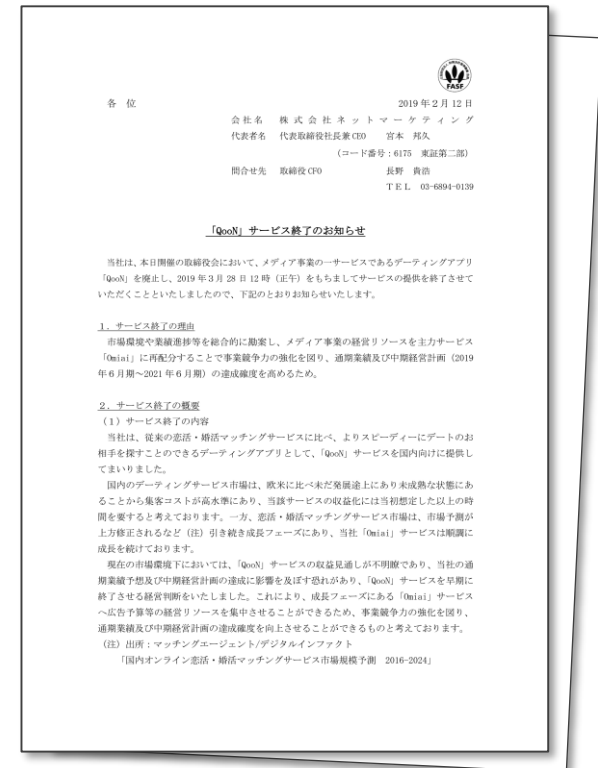 FASF
各 位
2019年2月12日
会社名 株式会社ネットマーケティング
代表者名 代表取締役社長兼CEO 宮本 邦久
（コード番号：6175 東証第二部）
問合せ先 取締役CFO 長野 貴浩
TEL 03-6894-0139
「QooN」サービス終了のお知らせ
当社は、本日開催の取締役会において、メディア事業の一サービスであるデーティングアプリ
「QooN」を廃止し、2019年3月28日12時（正午）をもちましてサービスの提供を終了させて
いただくことといたしましたので、下記のとおりお知らせいたします。
1．サービス終了の理由
市場環境や業績進捗等を総合的に勘案し、メディア事業の経営リソースを主力サービス
「Omiai」に再配分することで事業競争力の強化を図り、通期業績及び中期経営計画（2019
年6月期～2021年6月期）の達成確度を高めるため。
2．サービス終了の概要
（1）サービス終了の内容
当社は、従来の恋活・婚活マッチングサービスに比べ、よりスピーディーにデートのお
相手を探すことのできるデーティングアプリとして、「QooN」サービスを国内向けに提供し
てまいりました。
国内のデーティングサービス市場は、欧米に比べ未だ発展途上にあり未成熟な状態にあ
ることから集客コストが高水準にあり、当該サービスの収益化には当初想定した以上の時
間を要すると考えております。一方、恋活・婚活マッチングサービス市場は、市場予測が
上方修正されるなど（注）引き続き成長フェーズにあり、当社「Omiai」サービスは順調に
成長を続けております。
現在の市場環境下においては、「QooN」サービスの収益見通しが不明瞭であり、当社の通
期業績予想及び中期経営計画の達成に影響を及ぼす恐れがあり、「QooN」サービスを早期に
終了させる経営判断をいたしました。これにより、成長フェーズにある「Omiai」サービス
へ広告予算等の経営リソースを集中させることができるため、事業競争力の強化を図り、
通期業績及び中期経営計画の達成確度を向上させることができるものと考えております。
（注）出所：マッチングエージェント/デジタルインファクト
「国内オンライン恋活・婚活マッチングサービス市場規模予測 2016-2024」